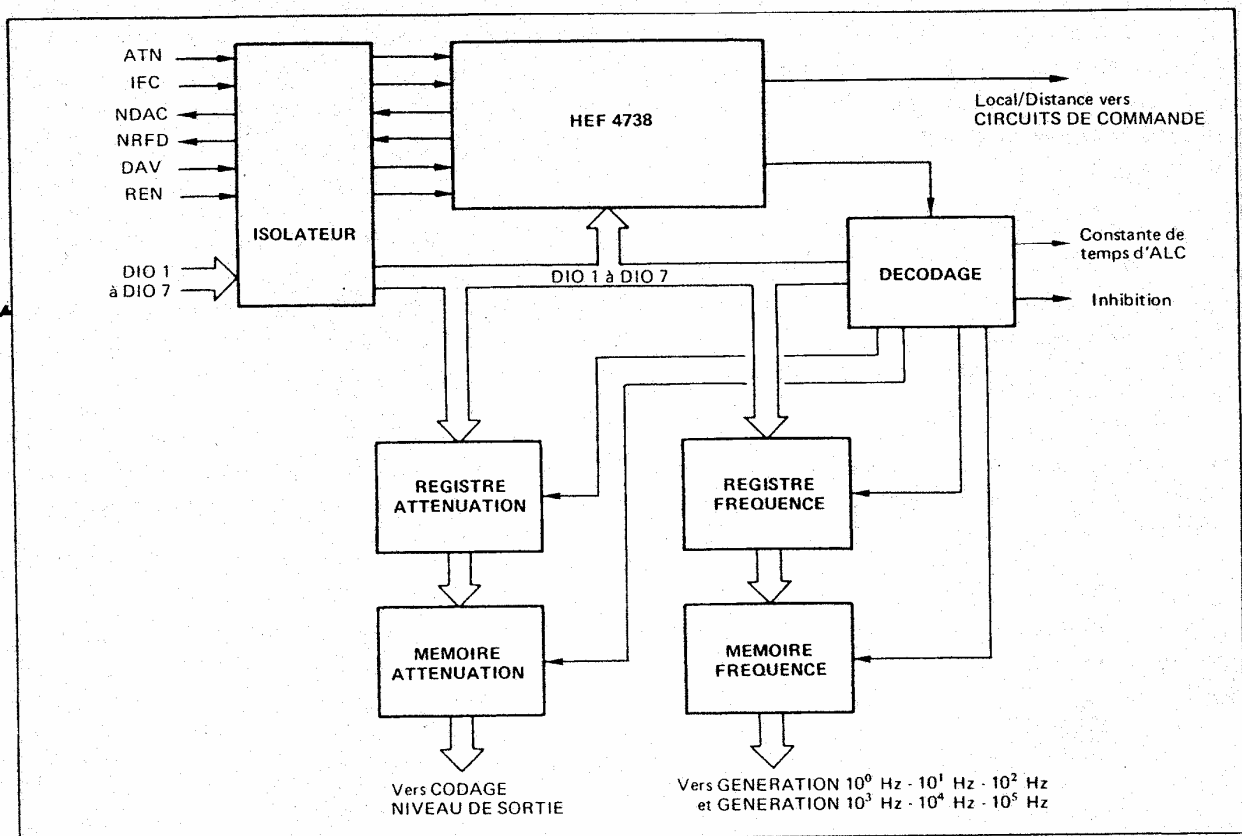 ATN
IFC
NDAC
NRFD
DAV
REN
DIO 1
à DIO 7
ISOLATEUR
HEF 4738
Local/Distance vers
CIRCUITS DE COMMANDE
DIO 1 à DIO 7
DECODAGE
Constante de
temps d'ALC
Inhibition
REGISTRE
ATTENUATION
REGISTRE
FRÉQUENCE
MEMOIRE
ATTENUATION
MEMOIRE
FREQUENCE
Vers CODAGE
NIVEAU DE SORTIE
Vers GENERATION 10⁰ Hz - 10¹ Hz - 10² Hz
et GENERATION 10³ Hz - 10⁴ Hz - 10⁵ Hz